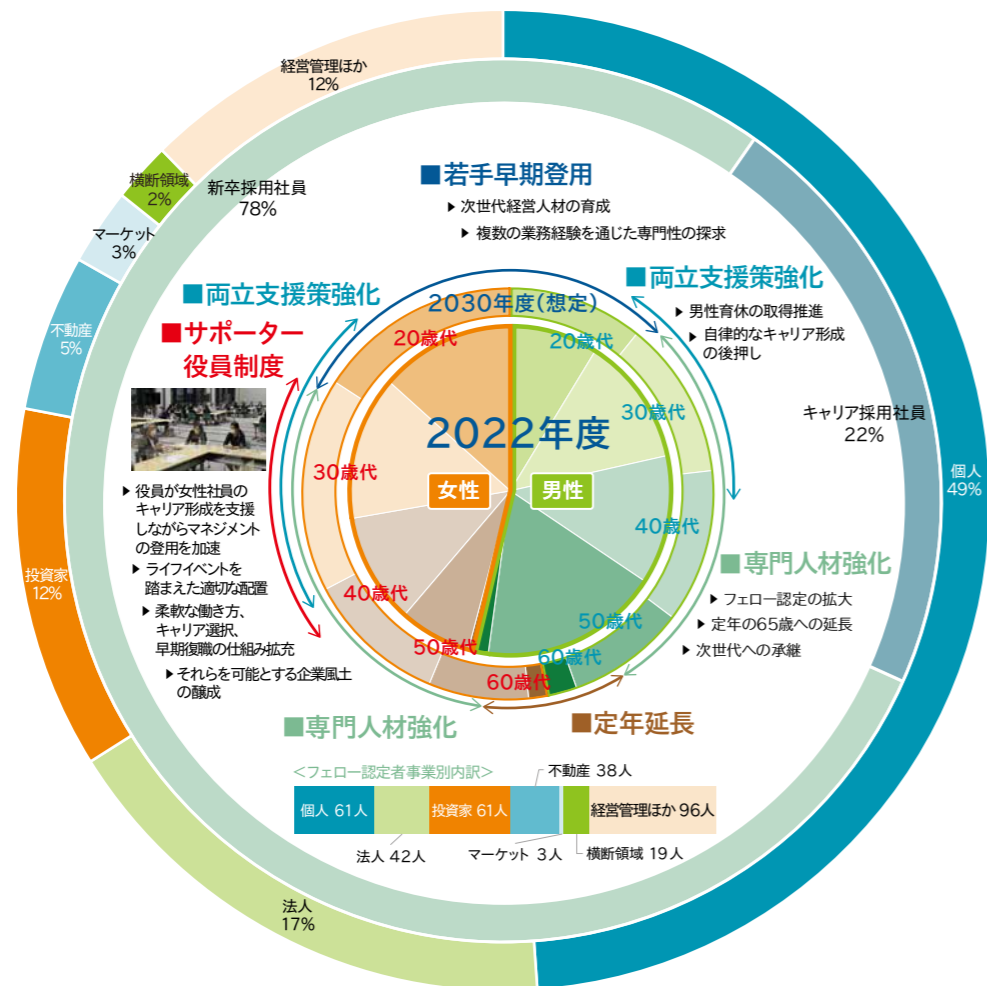 経営管理ほか
12%
横断領域
2%
マーケット
3%
不動産
5%
投資家
12%
法人
17%
個人
49%
新卒採用社員
78%
キャリア採用社員
22%
■若手早期登用
▶ 次世代経営人材の育成
▶ 複数の業務経験を通じた専門性の探求
■両立支援策強化
▶ 男性育休の取得推進
▶ 自律的なキャリア形成
の後押し
■両立支援策強化
■サポーター
役員制度
▶ 役員が女性社員の
キャリア形成を支援
しながらマネジメント
の登用を加速
▶ ライフイベントを
踏まえた適切な配置
▶ 柔軟な働き方、
キャリア選択、
早期復職の仕組み拡充
▶ それらを可能とする企業風土
の醸成
2030年度(想定)
2022年度
女性
男性
20歳代
30歳代
40歳代
50歳代
60歳代
20歳代
30歳代
40歳代
50歳代
60歳代
■専門人材強化
▶ フェロー認定の拡大
▶ 定年の65歳への延長
▶ 次世代への承継
■専門人材強化
■定年延長
<フェロー認定者事業別内訳>
個人 61人
法人 42人
投資家 61人
不動産 38人
マーケット 3人
横断領域 19人
経営管理ほか 96人